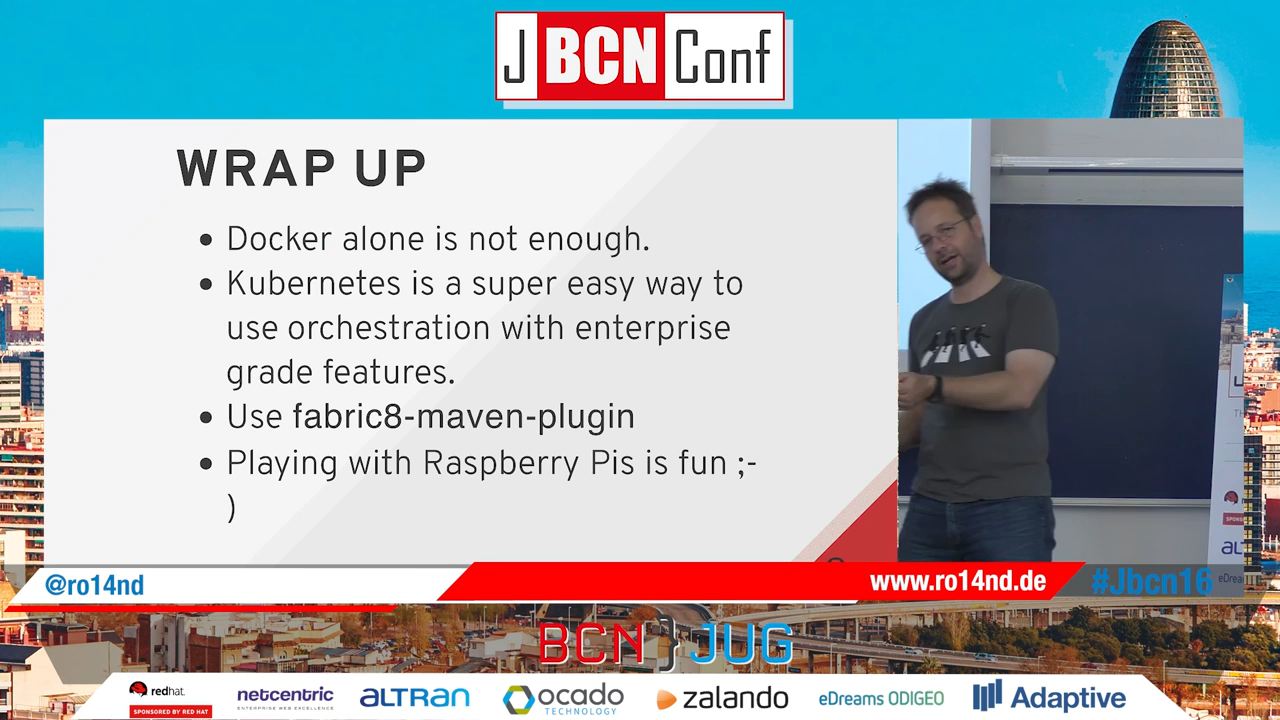 J BCN Conf
WRAP UP
Docker alone is not enough.
Kubernetes is a super easy way to
use orchestration with enterprise
grade features.
Use fabric8-maven-plugin
Playing with Raspberry Pis is fun ;-
)
@ro14nd
www.ro14nd.de
#Jbcn16
BCN } JUG
redhat.
SPONSORED BY RED HAT
netcentric
ENTERPRISE WEB EXCELLENCE
ALTRAN
ocado
TECHNOLOGY
zalando
eDreams ODIGEO
Adaptive